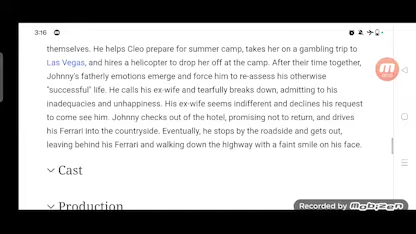 3:16
themselves. He helps Cleo prepare for summer camp, takes her on a gambling trip to
Las Vegas, and hires a helicopter to drop her off at the camp. After their time together,
Johnny's fatherly emotions emerge and force him to re-assess his otherwise
"successful" life. He calls his ex-wife and tearfully breaks down, admitting to his
inadequacies and unhappiness. His ex-wife seems indifferent and declines his request
to come see him. Johnny checks out of the hotel, promising not to return, and drives
his Ferrari into the countryside. Eventually, he stops by the roadside and gets out,
leaving behind his Ferrari and walking down the highway with a faint smile on his face.
Cast
Production
Recorded by MOBIZEN